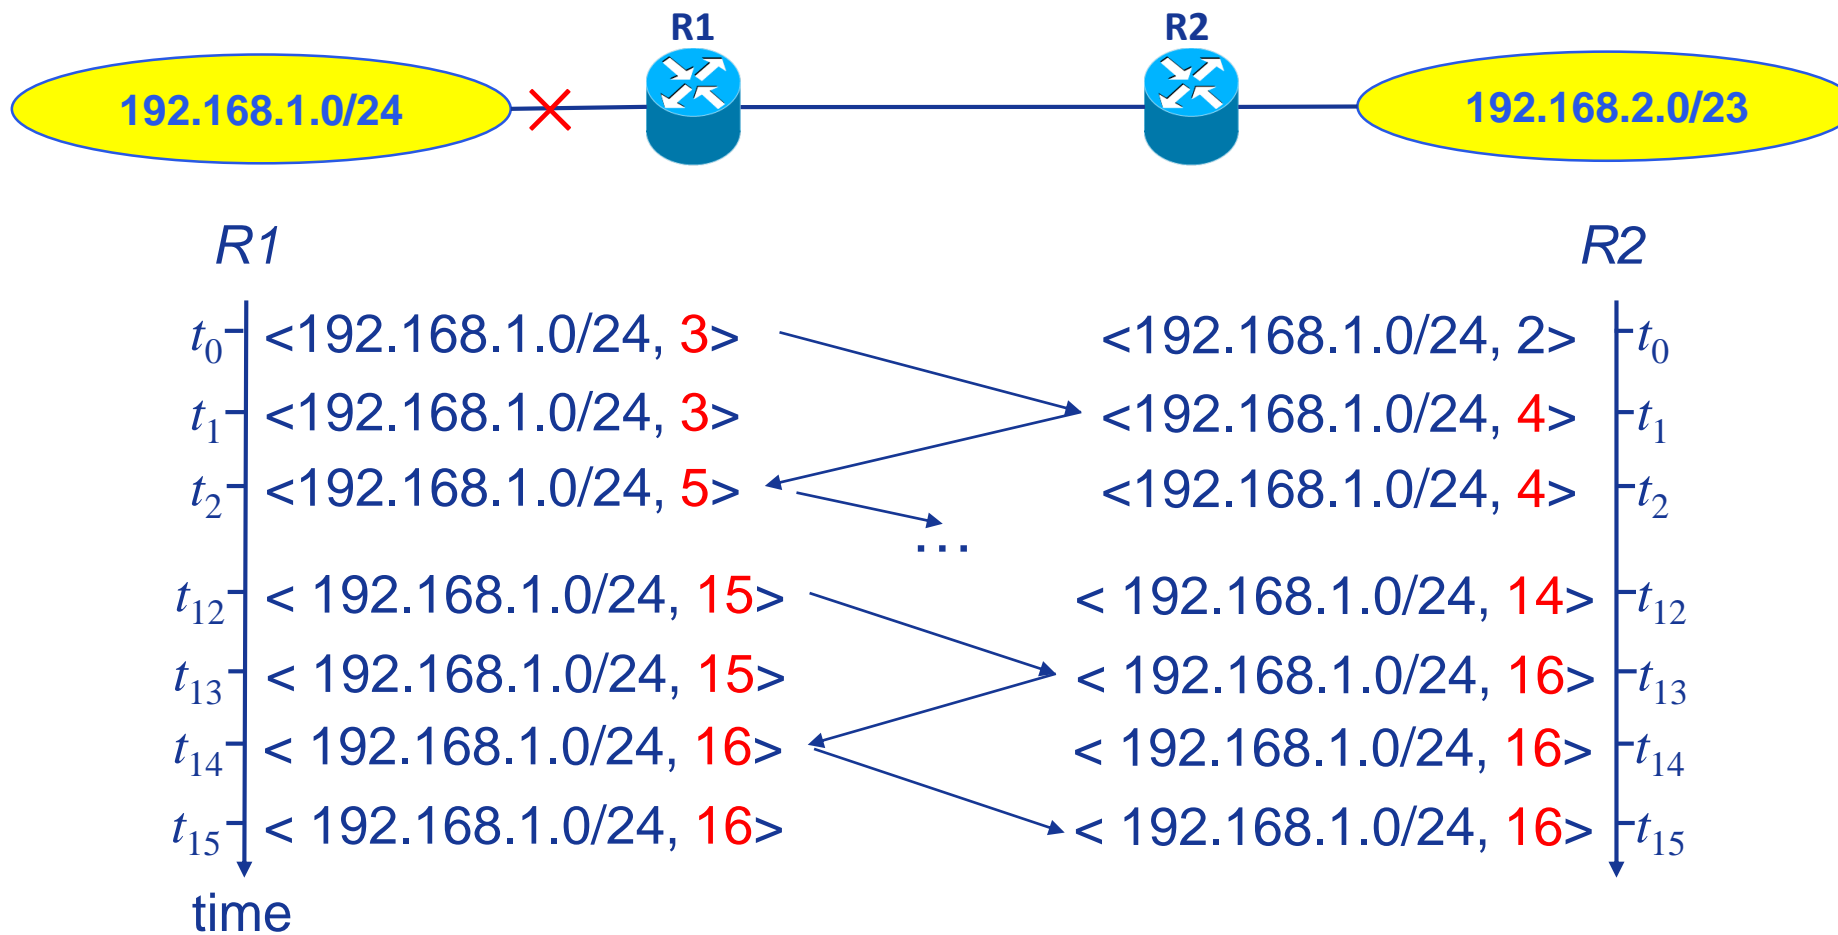 R1 R2
192.168.1.0/24 192.168.2.0/23
R1 R2
t0 <192.168.1.0/24, 3> <192.168.1.0/24, 2> t0
t1 <192.168.1.0/24, 3> <192.168.1.0/24, 4> t1
t2 <192.168.1.0/24, 5> <192.168.1.0/24, 4> t2
...
t12 < 192.168.1.0/24, 15> < 192.168.1.0/24, 14> t12
t13 < 192.168.1.0/24, 15> < 192.168.1.0/24, 16> t13
t14 < 192.168.1.0/24, 16> < 192.168.1.0/24, 16> t14
t15 < 192.168.1.0/24, 16> < 192.168.1.0/24, 16> t15
time